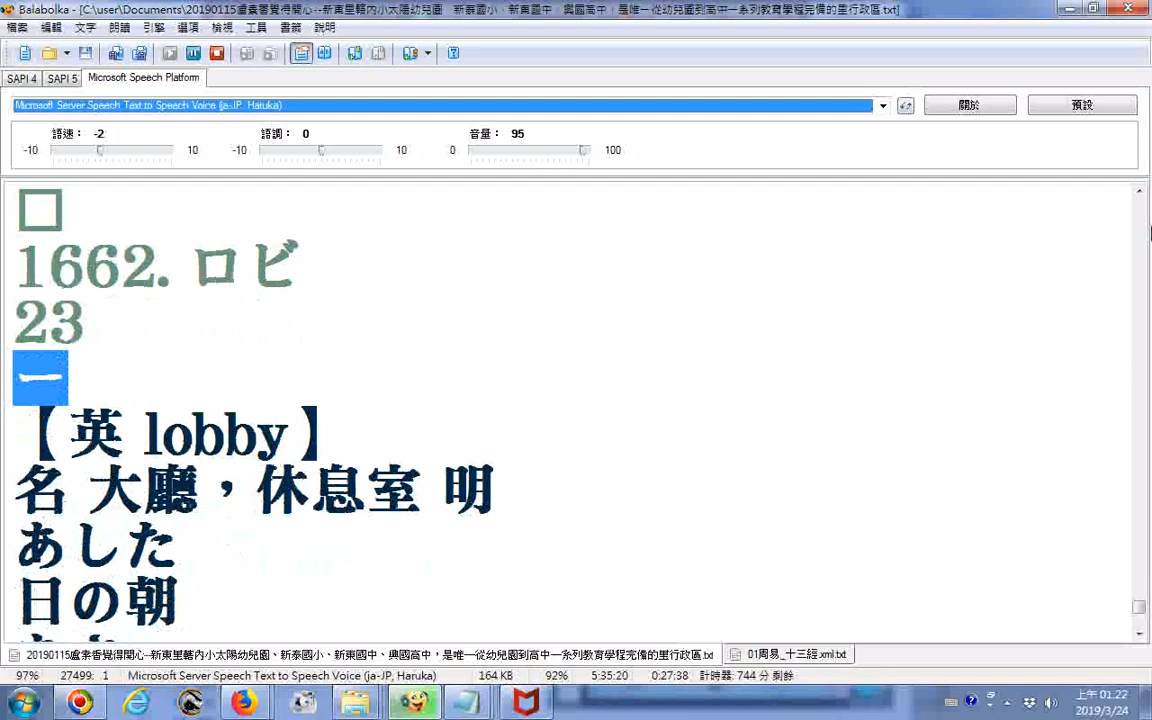 Balabolka - [C:\user\Documents\20190115盧素香覺得開心--新東里轄內小太陽幼兒園、新泰國小、新東國中、興國高中，是唯一從幼兒園到高中一系列教育學程完備的里行政區.txt]
檔案 編輯 文字 朗讀 引擎 選項 檢視 工具 書籤 說明
SAPI 4 SAPI 5 Microsoft Speech Platform
Microsoft Server Speech Text to Speech Voice (ja-JP, Haruka) 關於 預設
語速： -2 語調： 0 音量： 95
-10 10 -10 10 0 100
□
1662. ロビ
23
一
【英 lobby】
名 大廳，休息室 明
あした
日の朝
20190115盧素香覺得開心--新東里轄內小太陽幼兒園、新泰國小、新東國中、興國高中，是唯一從幼兒園到高中一系列教育學程完備的里行政區.txt 01周易_十三經.xml.txt
97% 27499: 1 Microsoft Server Speech Text to Speech Voice (ja-JP, Haruka) 164 KB 92% 5:35:20 0:27:38 計時器: 744 分 剩餘
上午 01:22
2019/3/24